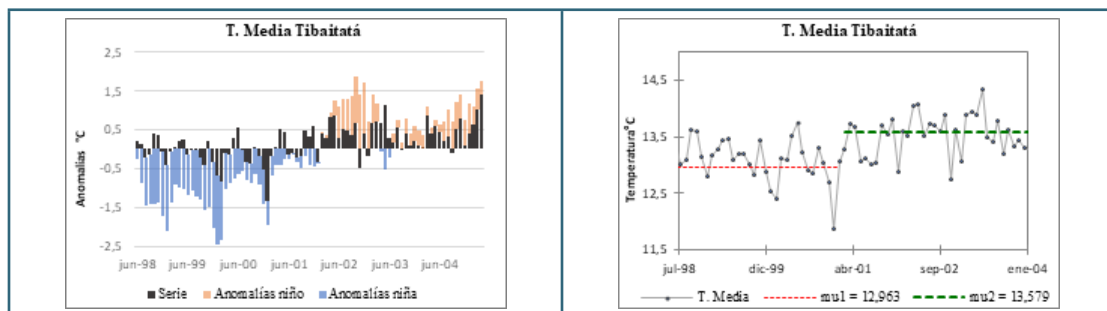 T. Media Tibaitatá
2,5
1,5
0,5
-0,5
-1,5
-2,5
Anomalías °C
jun-98 jun-99 jun-00 jun-01 jun-02 jun-03 jun-04
Serie Anomalías niño
Anomalías niña
T. Media Tibaitatá
14,5
13,5
12,5
11,5
Temperatura°C
jul-98 dic-99 abr-01 sep-02 ene-04
T. Media mu1 = 12,963 mu2 = 13,579